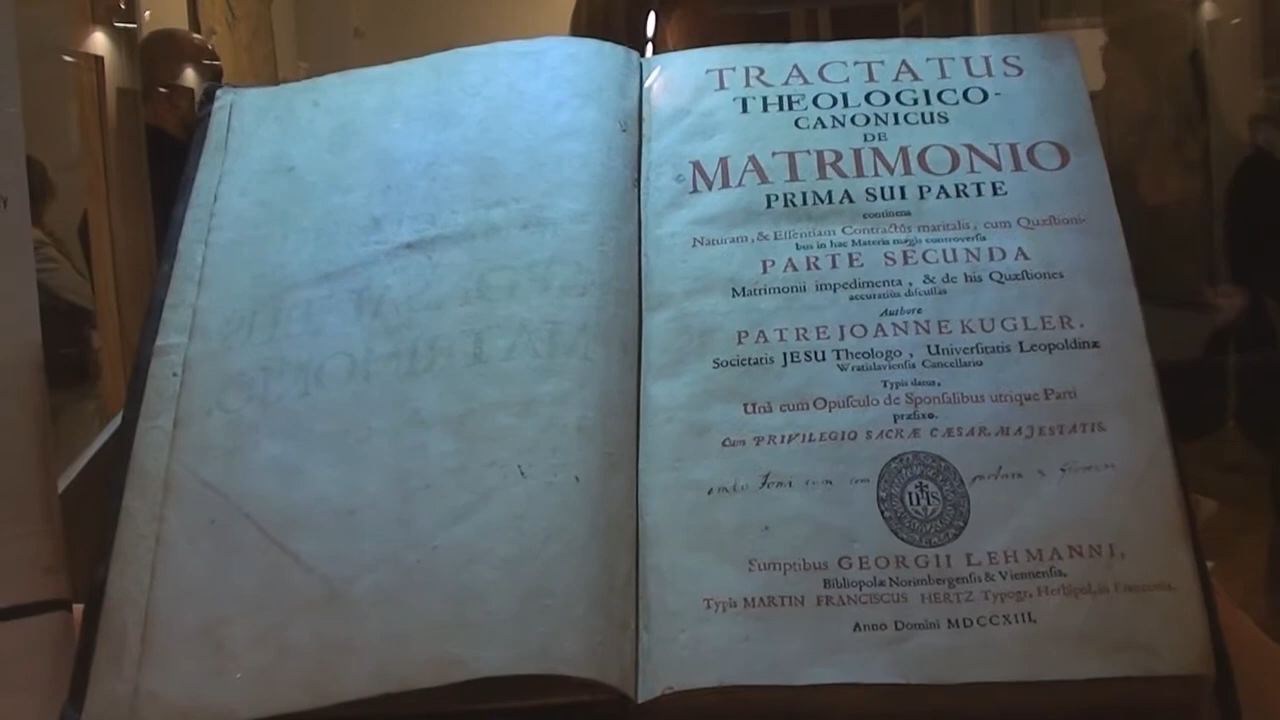 TRACTATUS
THEOLOGICO-
CANONICUS
DE
MATRIMONIO
PRIMA SUI PARTE
continens
Naturam, & Essentiam Contractûs maritalis, cum Quæstioni-
bus in hac Materia magis controversis
PARTE SECUNDA
Matrimonii impedimenta, & de his Quæstiones
accuratiùs discussas
Authore
PATRE JOANNE KUGLER.
Societatis JESU Theologo, Universitatis Leopoldinæ
Wratislaviensis Cancellario
Typis datus,
Unà cum Opusculo de Sponsalibus utrique Parti
præfixo.
Cum PRIVILEGIO SACRÆ CÆSAR. MAJESTATIS.
IHS
Sumptibus GEORGII LEHMANNI,
Bibliopolæ Norimbergensis & Viennensis.
Typis MARTIN FRANCISCUS HERTZ Typogr. Herbipol. in Franconia.
Anno Domini MDCCXIII.